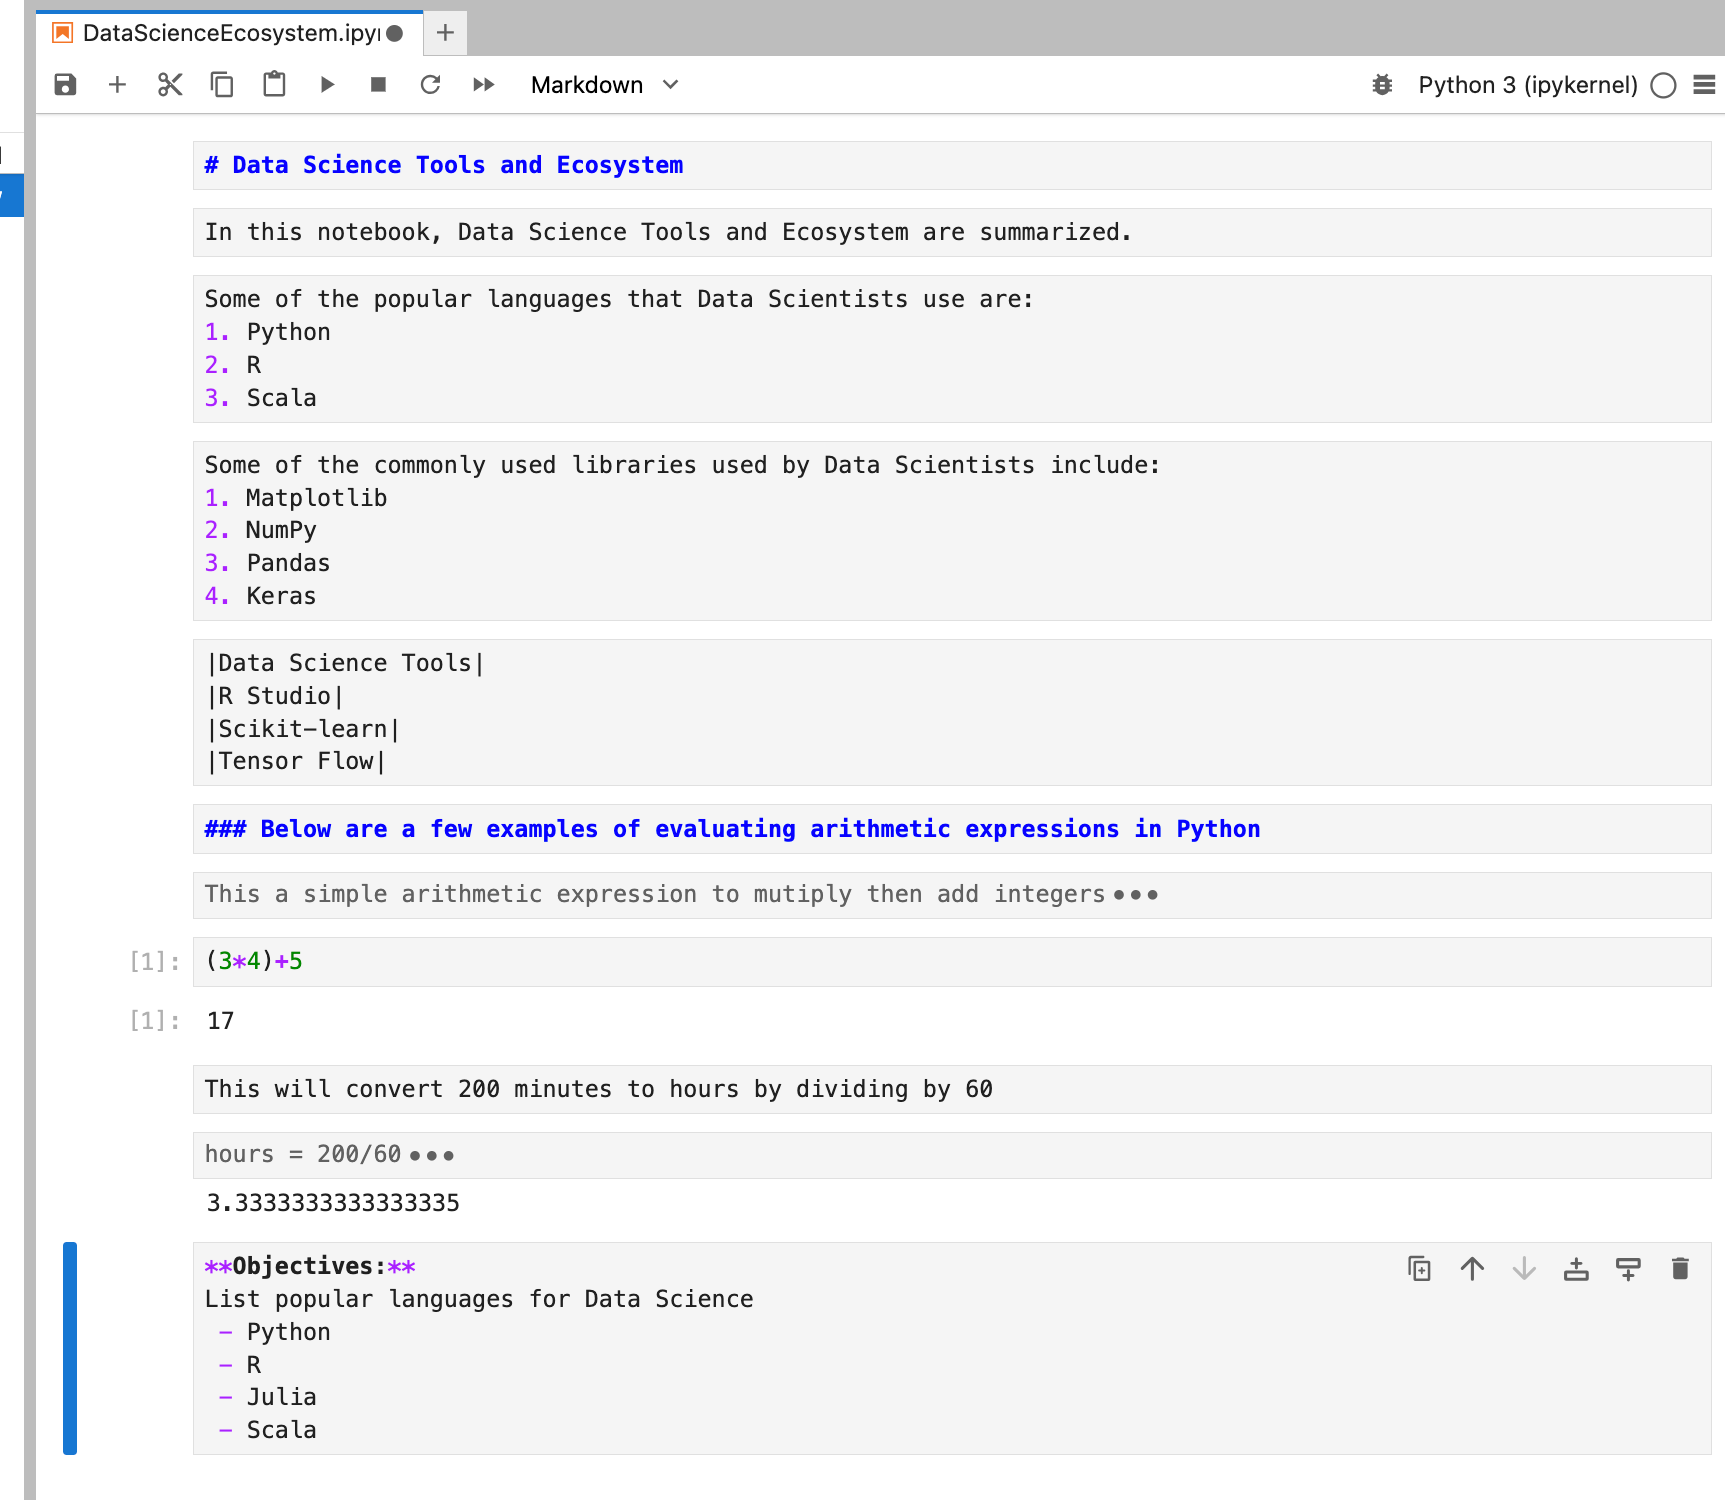 DataScienceEcosystem.ipyn
Markdown
Python 3 (ipykernel)
# Data Science Tools and Ecosystem
In this notebook, Data Science Tools and Ecosystem are summarized.
Some of the popular languages that Data Scientists use are:
1. Python
2. R
3. Scala
Some of the commonly used libraries used by Data Scientists include:
1. Matplotlib
2. NumPy
3. Pandas
4. Keras
|Data Science Tools|
|R Studio|
|Scikit-learn|
|Tensor Flow|
### Below are a few examples of evaluating arithmetic expressions in Python
This a simple arithmetic expression to mutiply then add integers•••
[1]: (3*4)+5
[1]: 17
This will convert 200 minutes to hours by dividing by 60
hours = 200/60•••
3.3333333333333335
**Objectives:**
List popular languages for Data Science
- Python
- R
- Julia
- Scala